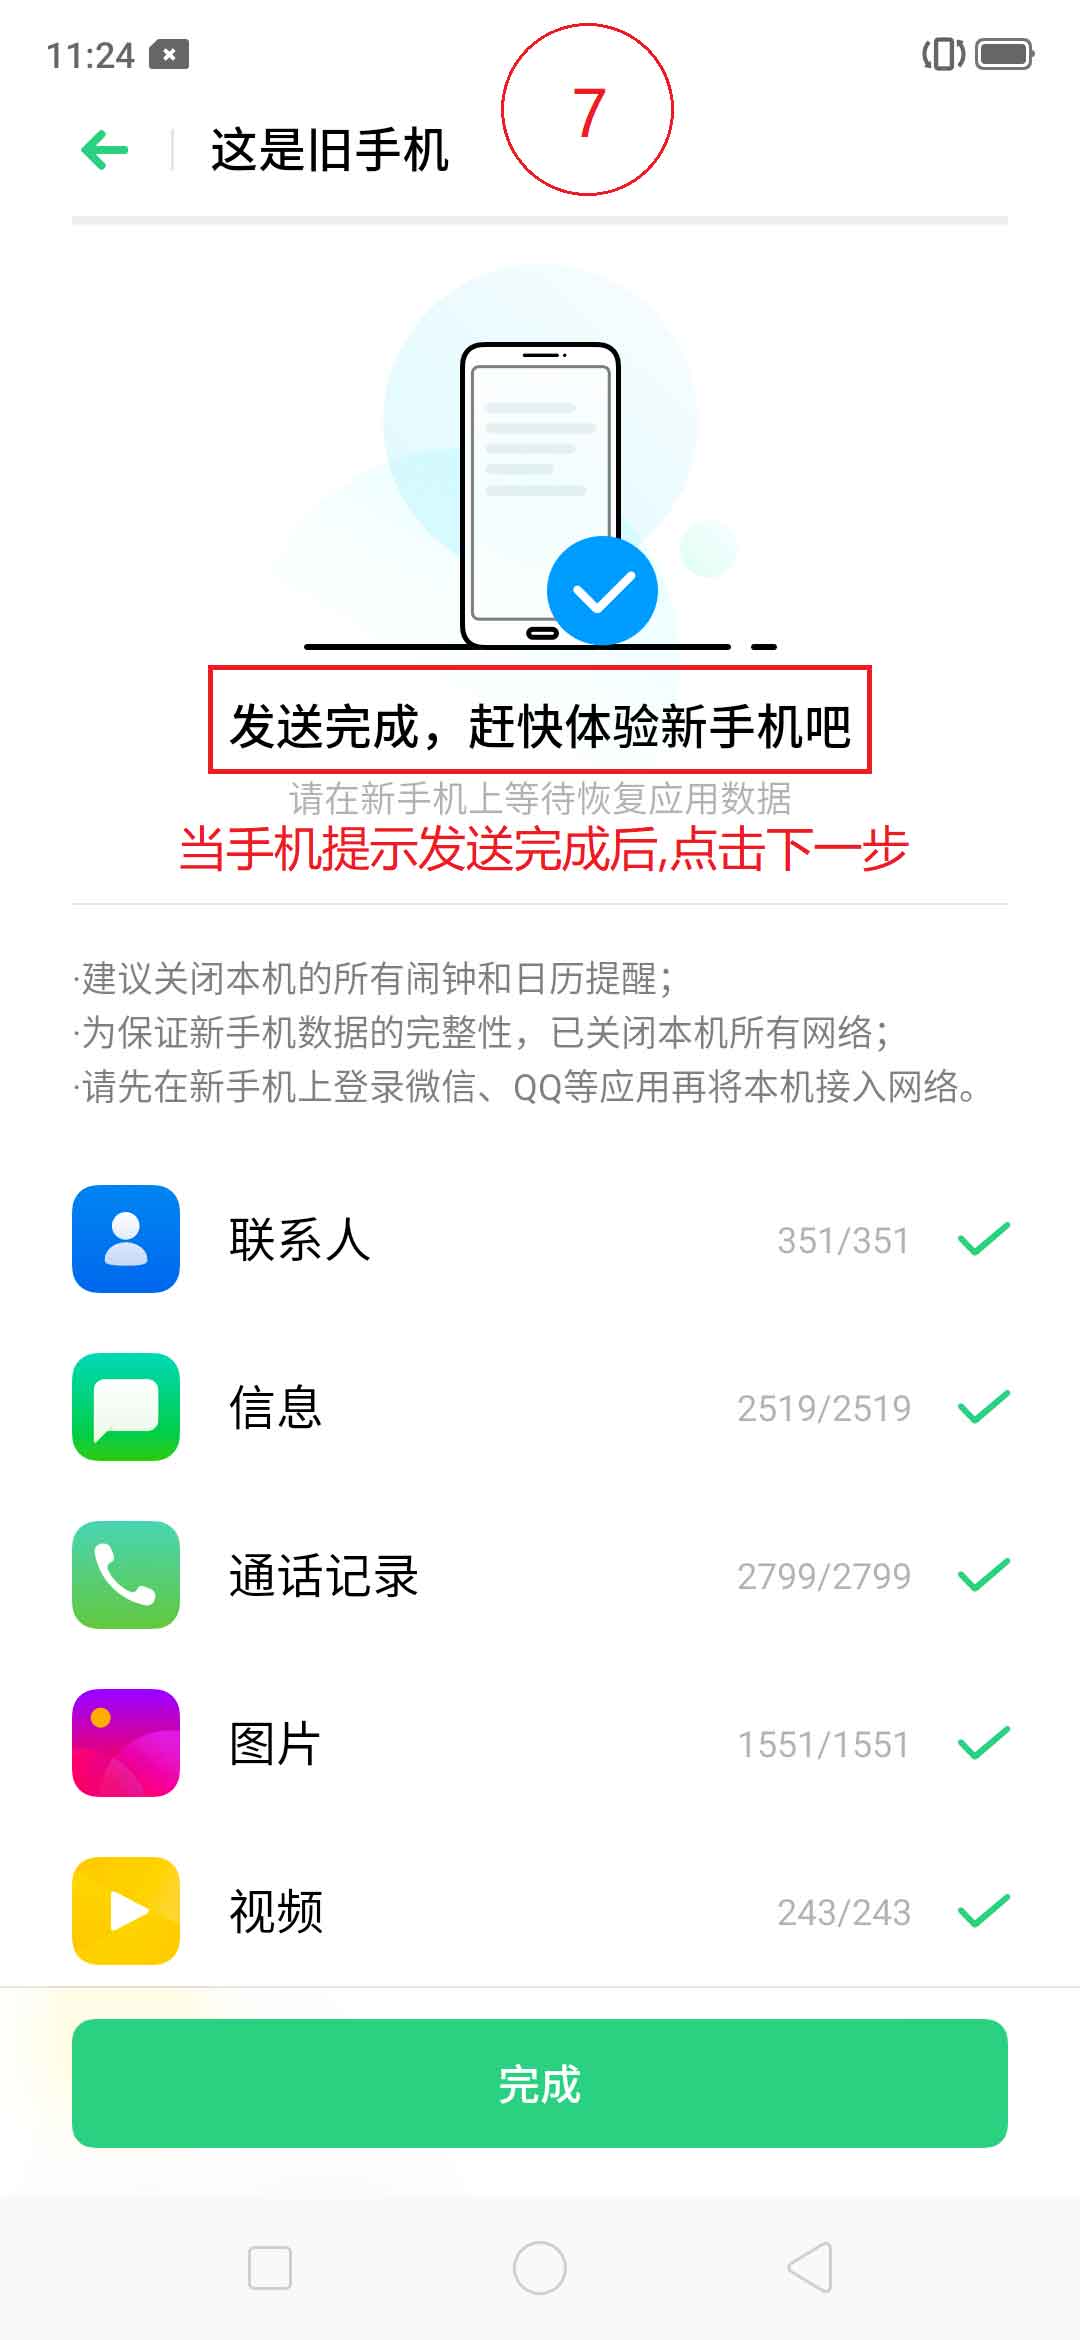 11:24
7
这是旧手机
发送完成，赶快体验新手机吧
请在新手机上等待恢复应用数据
当手机提示发送完成后,点击下一步
·建议关闭本机的所有闹钟和日历提醒；
·为保证新手机数据的完整性，已关闭本机所有网络；
·请先在新手机上登录微信、QQ等应用再将本机接入网络。
联系人 351/351
信息 2519/2519
通话记录 2799/2799
图片 1551/1551
视频 243/243
完成